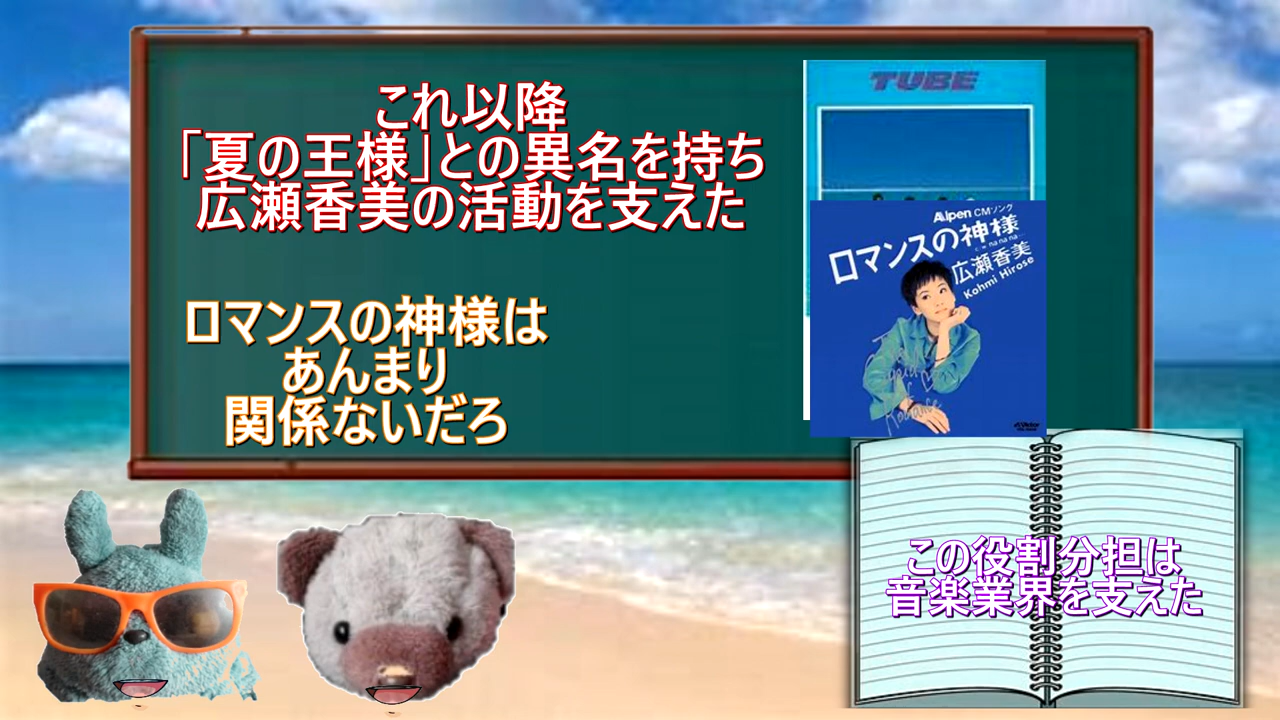 これ以降
「夏の王様」との異名を持ち
広瀬香美の活動を支えた
ロマンスの神様は
あんまり
関係ないだろ
TUBE
Alpen CMソング
ロマンスの神様
c/w na na na
広瀬香美
Kohmi Hirose
Victor
この役割分担は
音楽業界を支えた